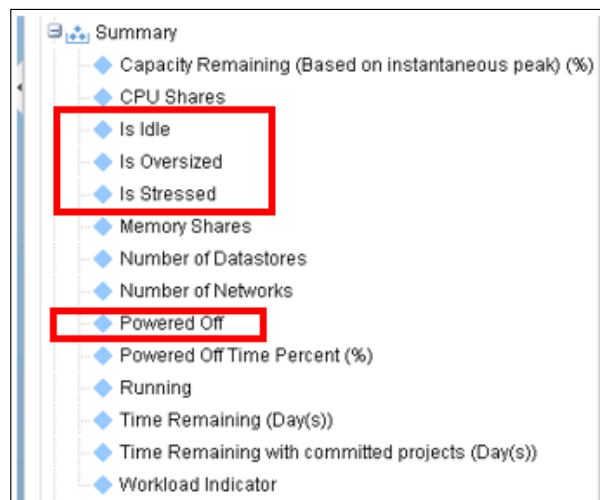 Summary
Capacity Remaining (Based on instantaneous peak) (%)
CPU Shares
Is Idle
Is Oversized
Is Stressed
Memory Shares
Number of Datastores
Number of Networks
Powered Off
Powered Off Time Percent (%)
Running
Time Remaining (Day(s))
Time Remaining with committed projects (Day(s))
Workload Indicator